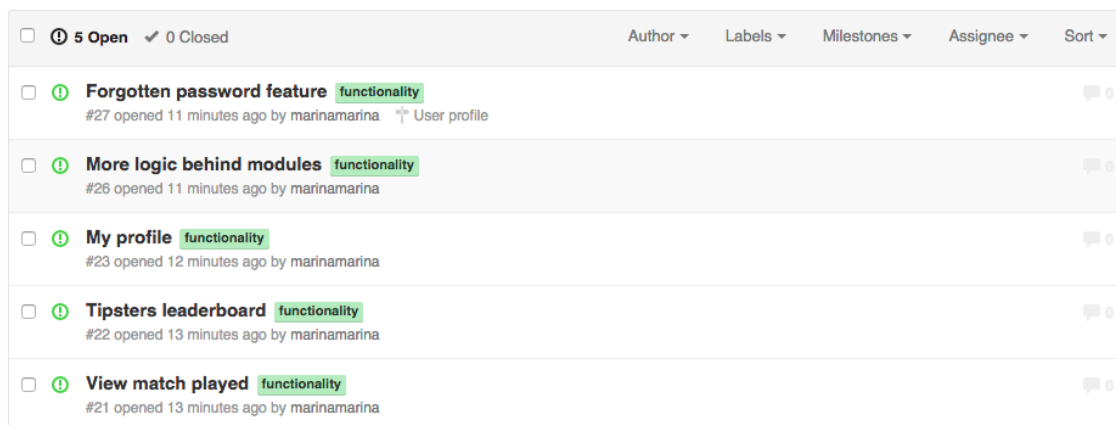 5 Open 0 Closed Author Labels Milestones Assignee Sort
Forgotten password feature functionality 0
#27 opened 11 minutes ago by marinamarina User profile
More logic behind modules functionality 0
#26 opened 11 minutes ago by marinamarina
My profile functionality 0
#23 opened 12 minutes ago by marinamarina
Tipsters leaderboard functionality 0
#22 opened 13 minutes ago by marinamarina
View match played functionality 0
#21 opened 13 minutes ago by marinamarina